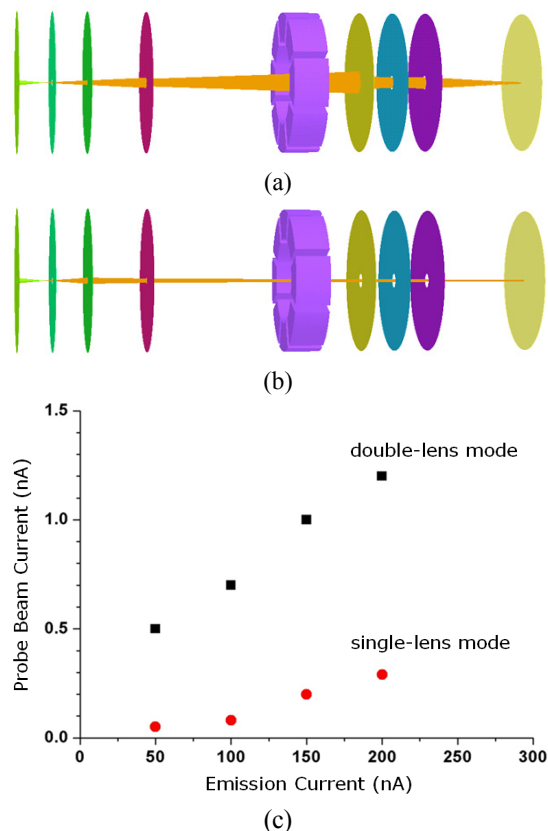 (a)
(b)
1.5
double-lens mode
1.0
Probe Beam Current (nA)
0.5
single-lens mode
0.0
0 50 100 150 200 250 300
Emission Current (nA)
(c)